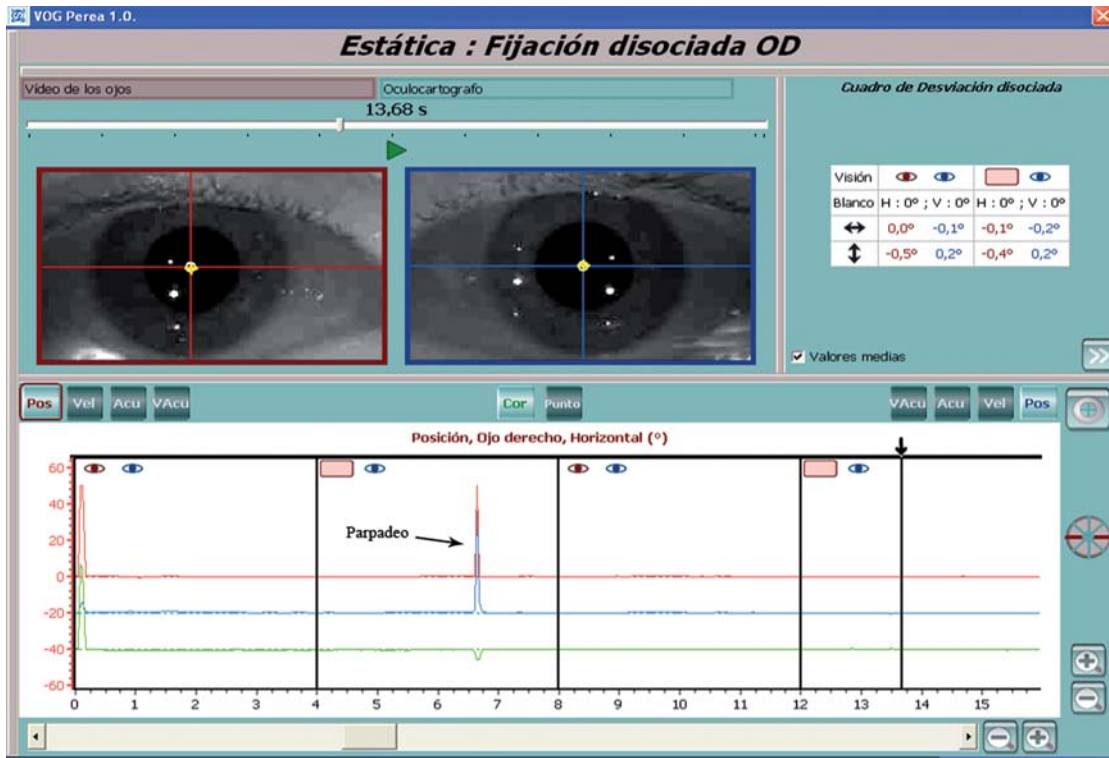 VOG Perea 1.0.
Estática : Fijación disociada OD
Vídeo de los ojos
Oculocartografo
13,68 s
Cuadro de Desviación disociada
Visión
Blanco H : 0º ; V : 0º H : 0º ; V : 0º
0,0º -0,1º -0,1º -0,2º
-0,5º 0,2º -0,4º 0,2º
Valores medias
>>
Pos Vel Acu VAcu Cor Punto VAcu Acu Vel Pos
Posición, Ojo derecho, Horizontal (º)
60
40
Parpadeo
20
0
-20
-40
-60
0 1 2 3 4 5 6 7 8 9 10 11 12 13 14 15